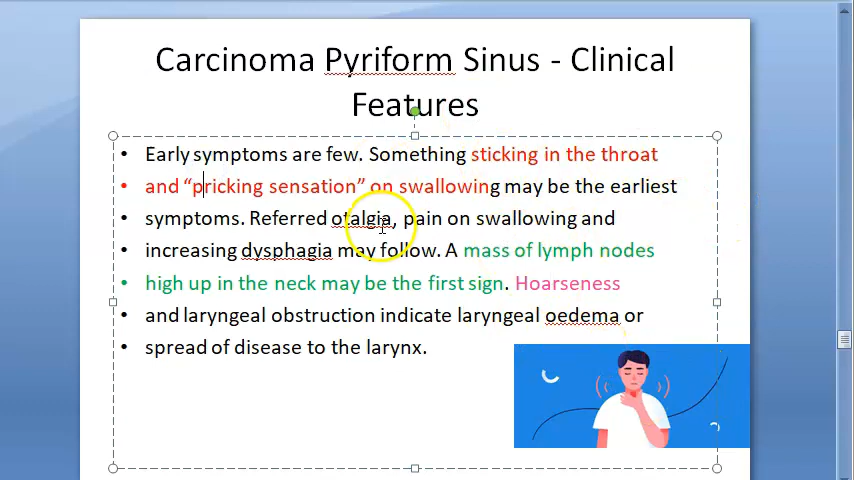 Carcinoma Pyriform Sinus - Clinical
Features
• Early symptoms are few. Something sticking in the throat
• and “pricking sensation” on swallowing may be the earliest
• symptoms. Referred otalgia, pain on swallowing and
• increasing dysphagia may follow. A mass of lymph nodes
• high up in the neck may be the first sign. Hoarseness
• and laryngeal obstruction indicate laryngeal oedema or
• spread of disease to the larynx.